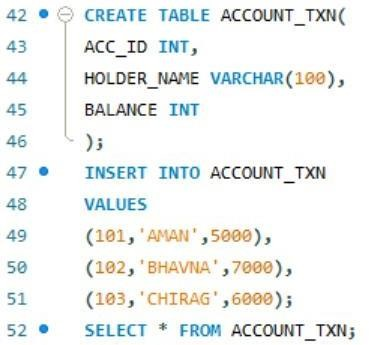 42 CREATE TABLE ACCOUNT_TXN(
43 ACC_ID INT,
44 HOLDER_NAME VARCHAR(100),
45 BALANCE INT
46 );
47 INSERT INTO ACCOUNT_TXN
48 VALUES
49 (101,'AMAN',5000),
50 (102,'BHAVNA',7000),
51 (103,'CHIRAG',6000);
52 SELECT * FROM ACCOUNT_TXN;